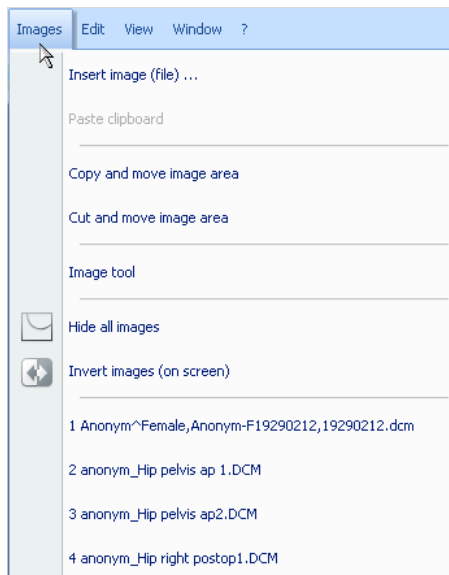 Images Edit View Window ?
Insert image (file) ...
Paste clipboard
Copy and move image area
Cut and move image area
Image tool
Hide all images
Invert images (on screen)
1 Anonym^Female,Anonym-F19290212,19290212.dcm
2 anonym_Hip pelvis ap 1.DCM
3 anonym_Hip pelvis ap2.DCM
4 anonym_Hip right postop1.DCM